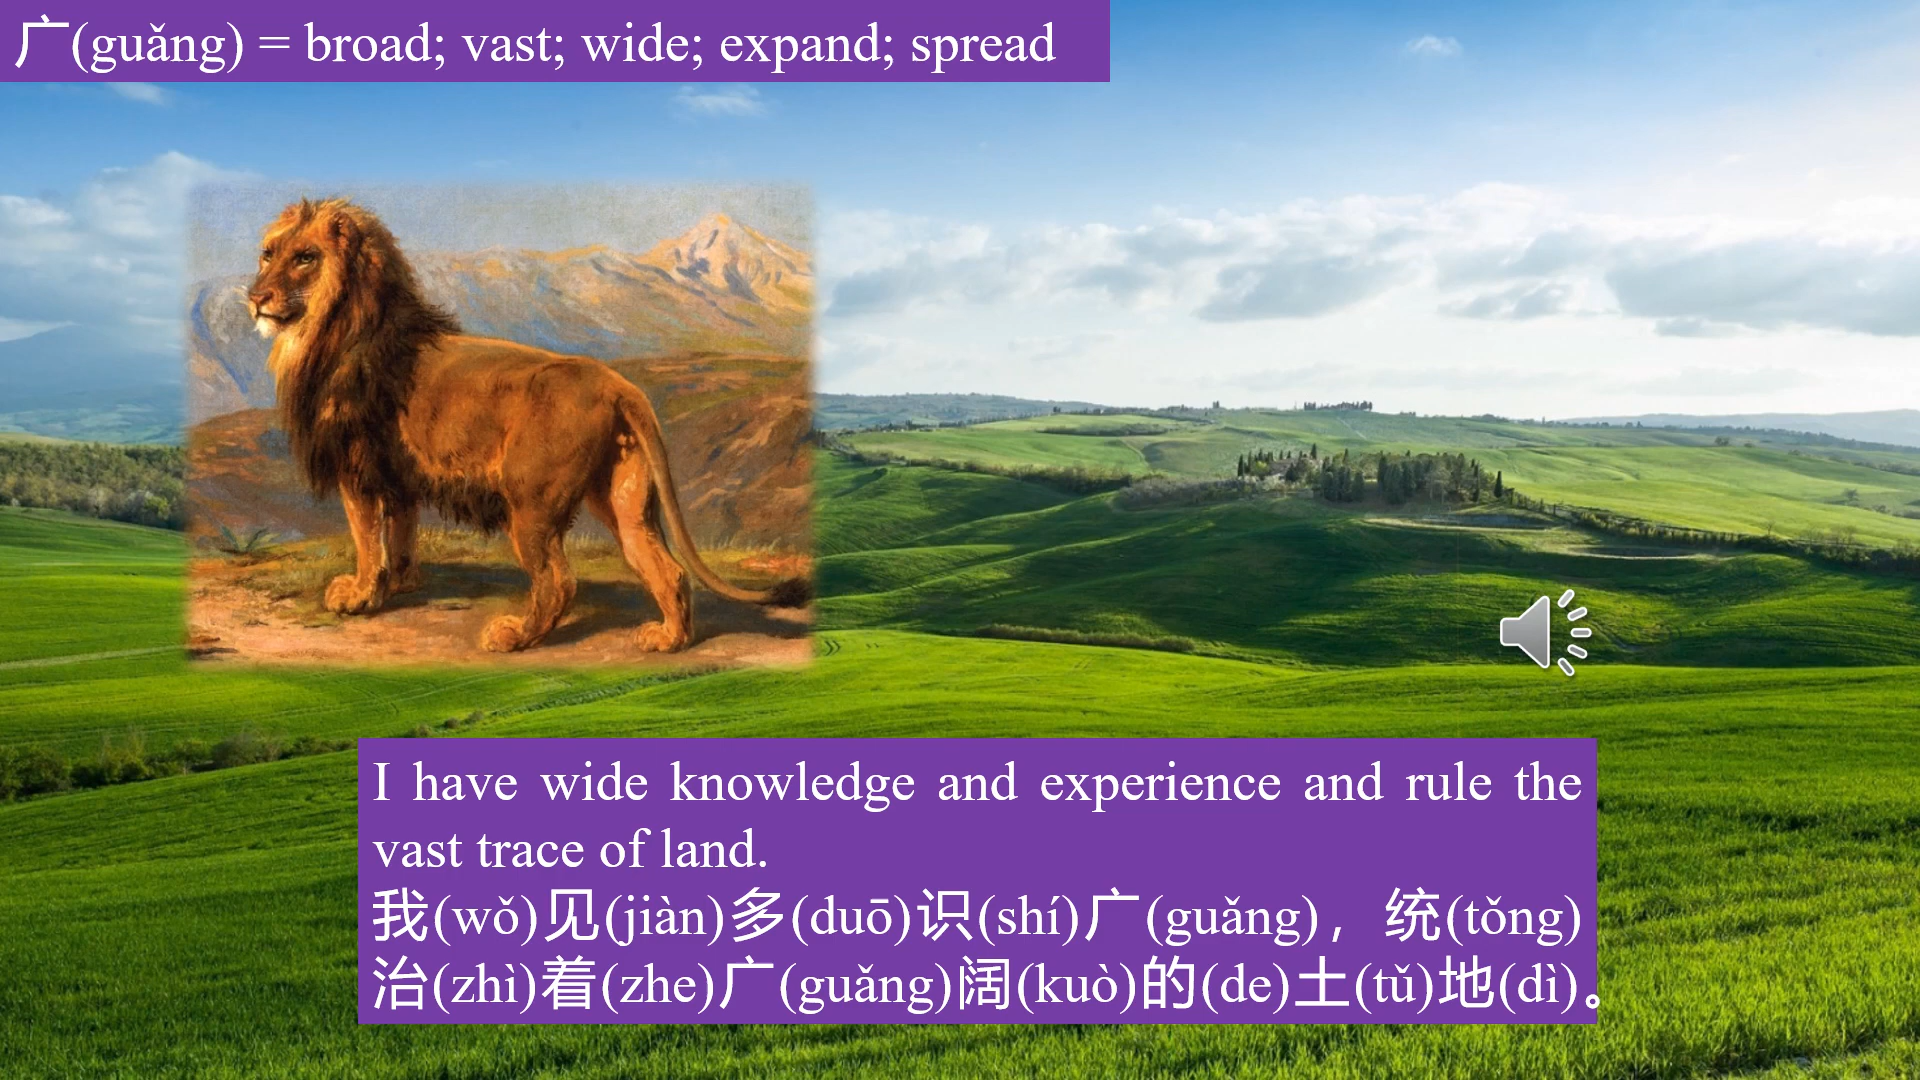 广(guǎng) = broad; vast; wide; expand; spread
I have wide knowledge and experience and rule the
vast trace of land.
我(wǒ)见(jiàn)多(duō)识(shí)广(guǎng)，统(tǒng)
治(zhì)着(zhe)广(guǎng)阔(kuò)的(de)土(tǔ)地(dì)。